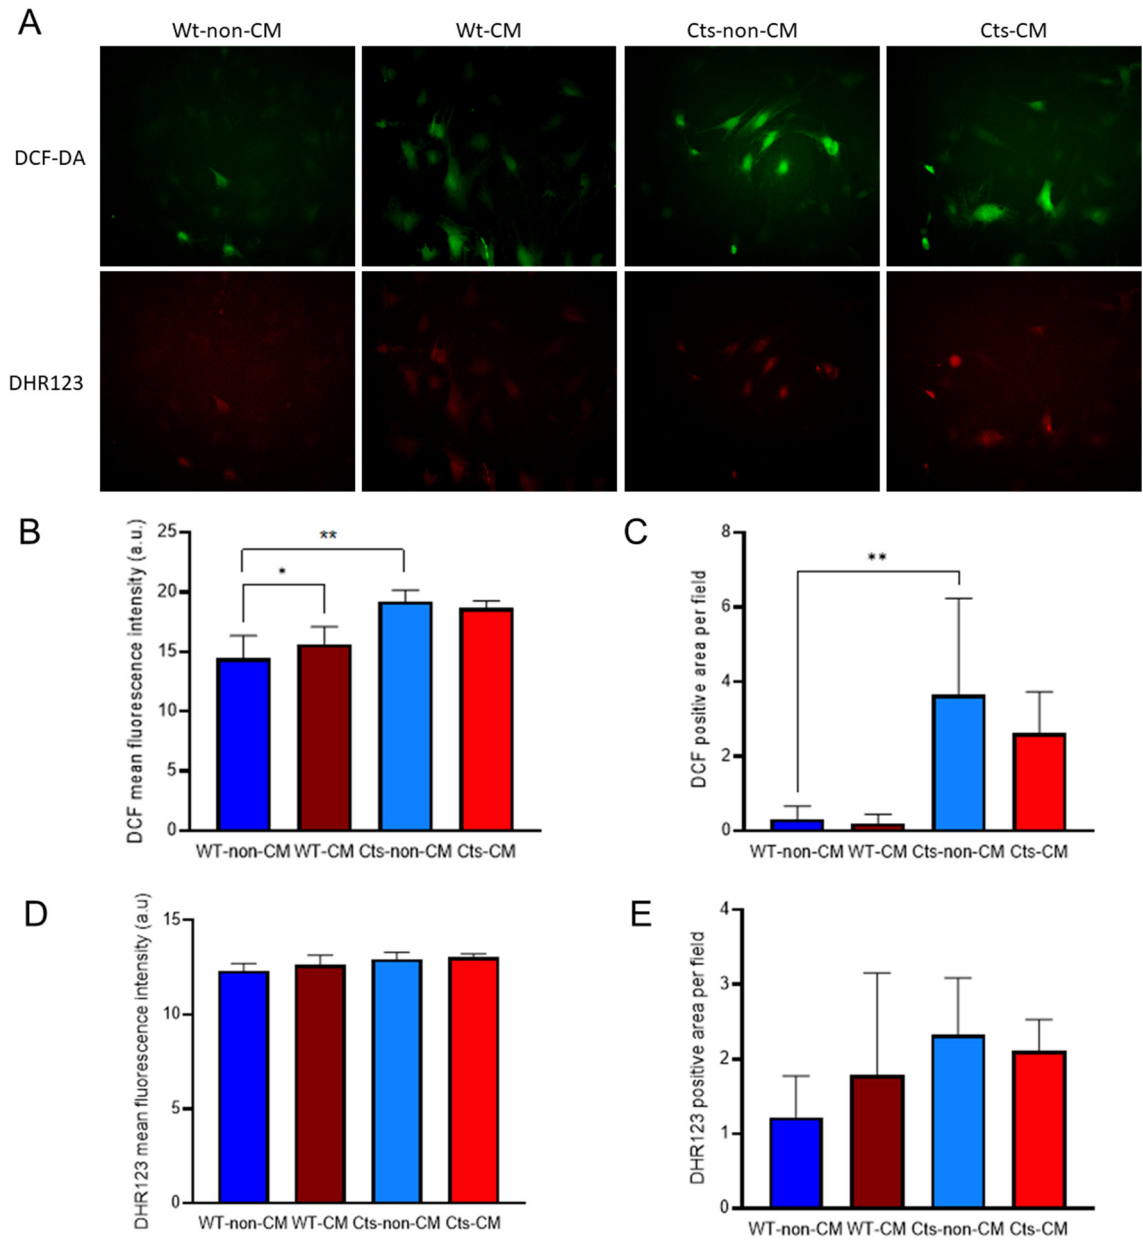 A
Wt-non-CM Wt-CM Cts-non-CM Cts-CM
DCF-DA
DHR123
B
DCF mean fluorescence intensity (a.u.)
25
20
15
10
5
0
**
*
WT-non-CM WT-CM Cts-non-CM Cts-CM
C
DCF positive area per field
8
6
4
2
0
**
WT-non-CM WT-CM Cts-non-CM Cts-CM
D
DHR123 mean fluorescence intensity (a.u)
15
10
5
0
WT-non-CM WT-CM Cts-non-CM Cts-CM
E
DHR123 positive area per field
4
3
2
1
0
WT-non-CM WT-CM Cts-non-CM Cts-CM